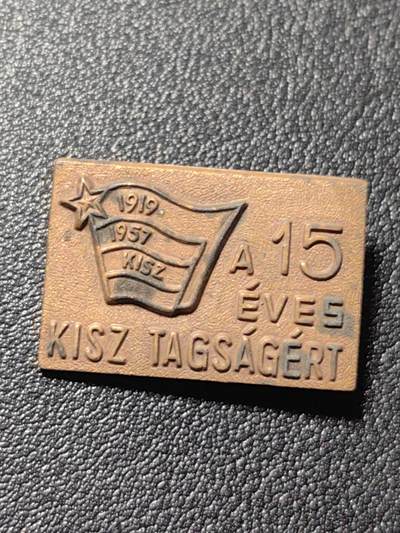 1919.
1957
KISZ
A 15
ÉVES
KISZ TAGSÁGÉRT